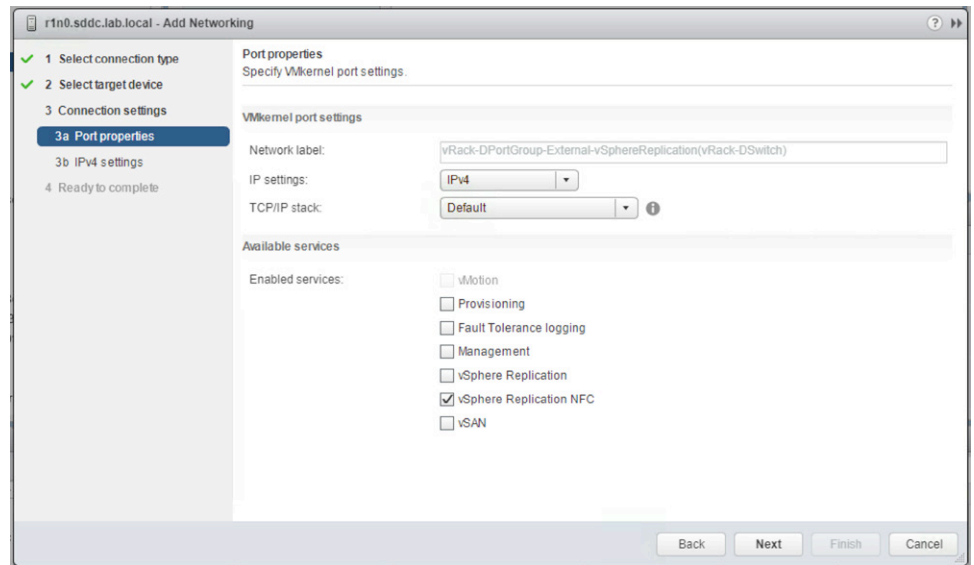 r1n0.sddc.lab.local - Add Networking
?
1 Select connection type
2 Select target device
3 Connection settings
3a Port properties
3b IPv4 settings
4 Ready to complete
Port properties
Specify VMkernel port settings.
VMkernel port settings
Network label: vRack-DPortGroup-External-vSphereReplication(vRack-DSwitch)
IP settings: IPv4
TCP/IP stack: Default
Available services
Enabled services: vMotion
Provisioning
Fault Tolerance logging
Management
vSphere Replication
vSphere Replication NFC
vSAN
Back Next Finish Cancel